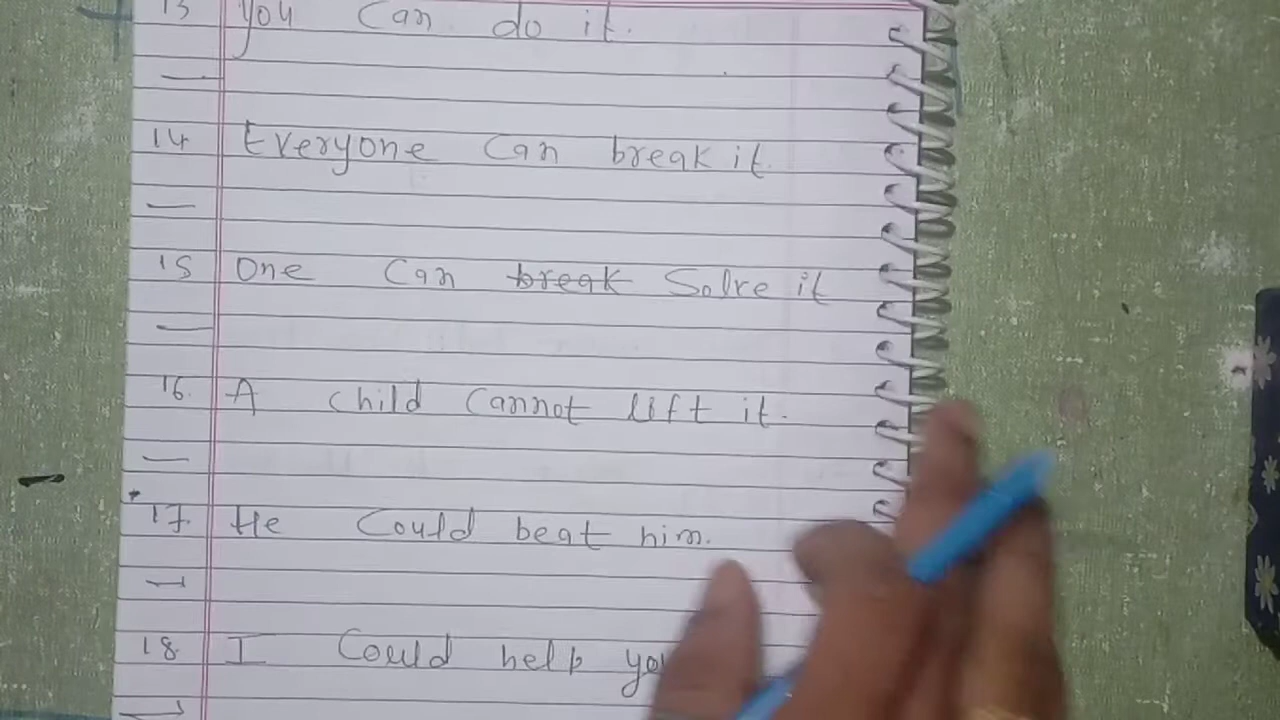 13 you can do it.
14 Everyone can break it.
15 one can ~~break~~ Solve it
16. A child cannot lift it.
17. He could beat him.
18 I could help